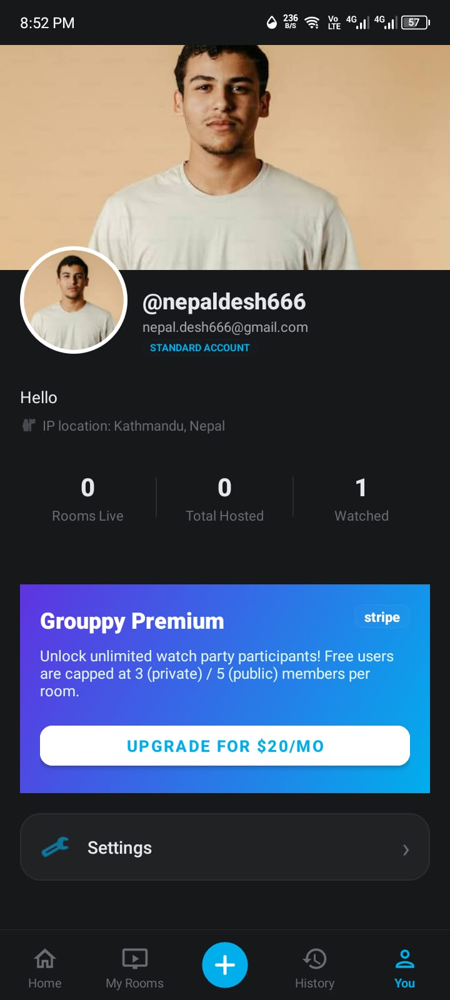 8:52 PM
236
B/S
Vo
LTE
4G
4G
57
@nepaldesh666
nepal.desh666@gmail.com
STANDARD ACCOUNT
Hello
IP location: Kathmandu, Nepal
0
0
1
Rooms Live
Total Hosted
Watched
Grouppy Premium
stripe
Unlock unlimited watch party participants! Free users
are capped at 3 (private) / 5 (public) members per
room.
UPGRADE FOR $20/MO
Settings
Home
My Rooms
History
You